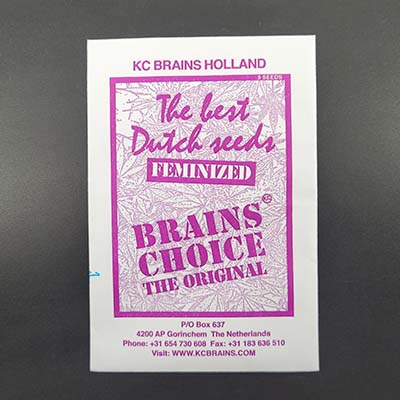 KC BRAINS HOLLAND
5 SEEDS
The best
Dutch seeds
FEMINIZED
BRAINS©
CHOICE
THE ORIGINAL
P/O Box 637
4200 AP Gorinchem The Netherlands
Phone: +31 654 730 608 Fax: +31 183 636 510
Visit: WWW.KCBRAINS.COM